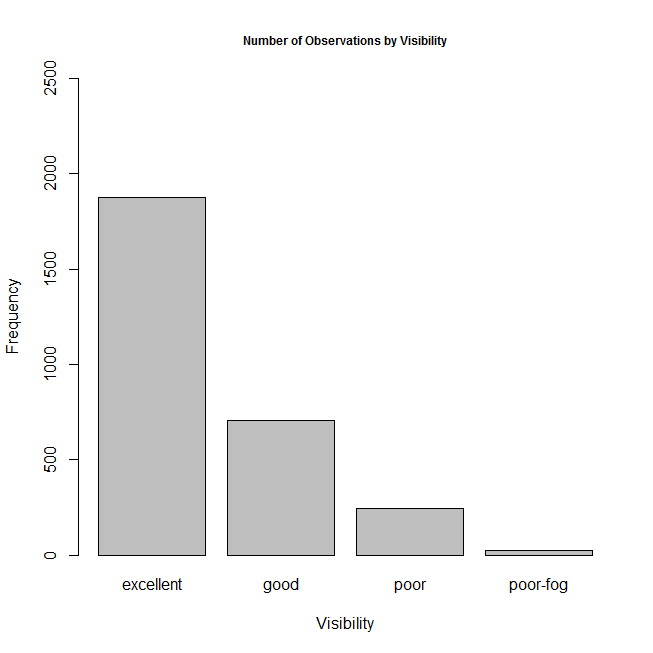 Number of Observations by Visibility
2500
2000
1500
1000
500
0
Frequency
excellent good poor poor-fog
Visibility